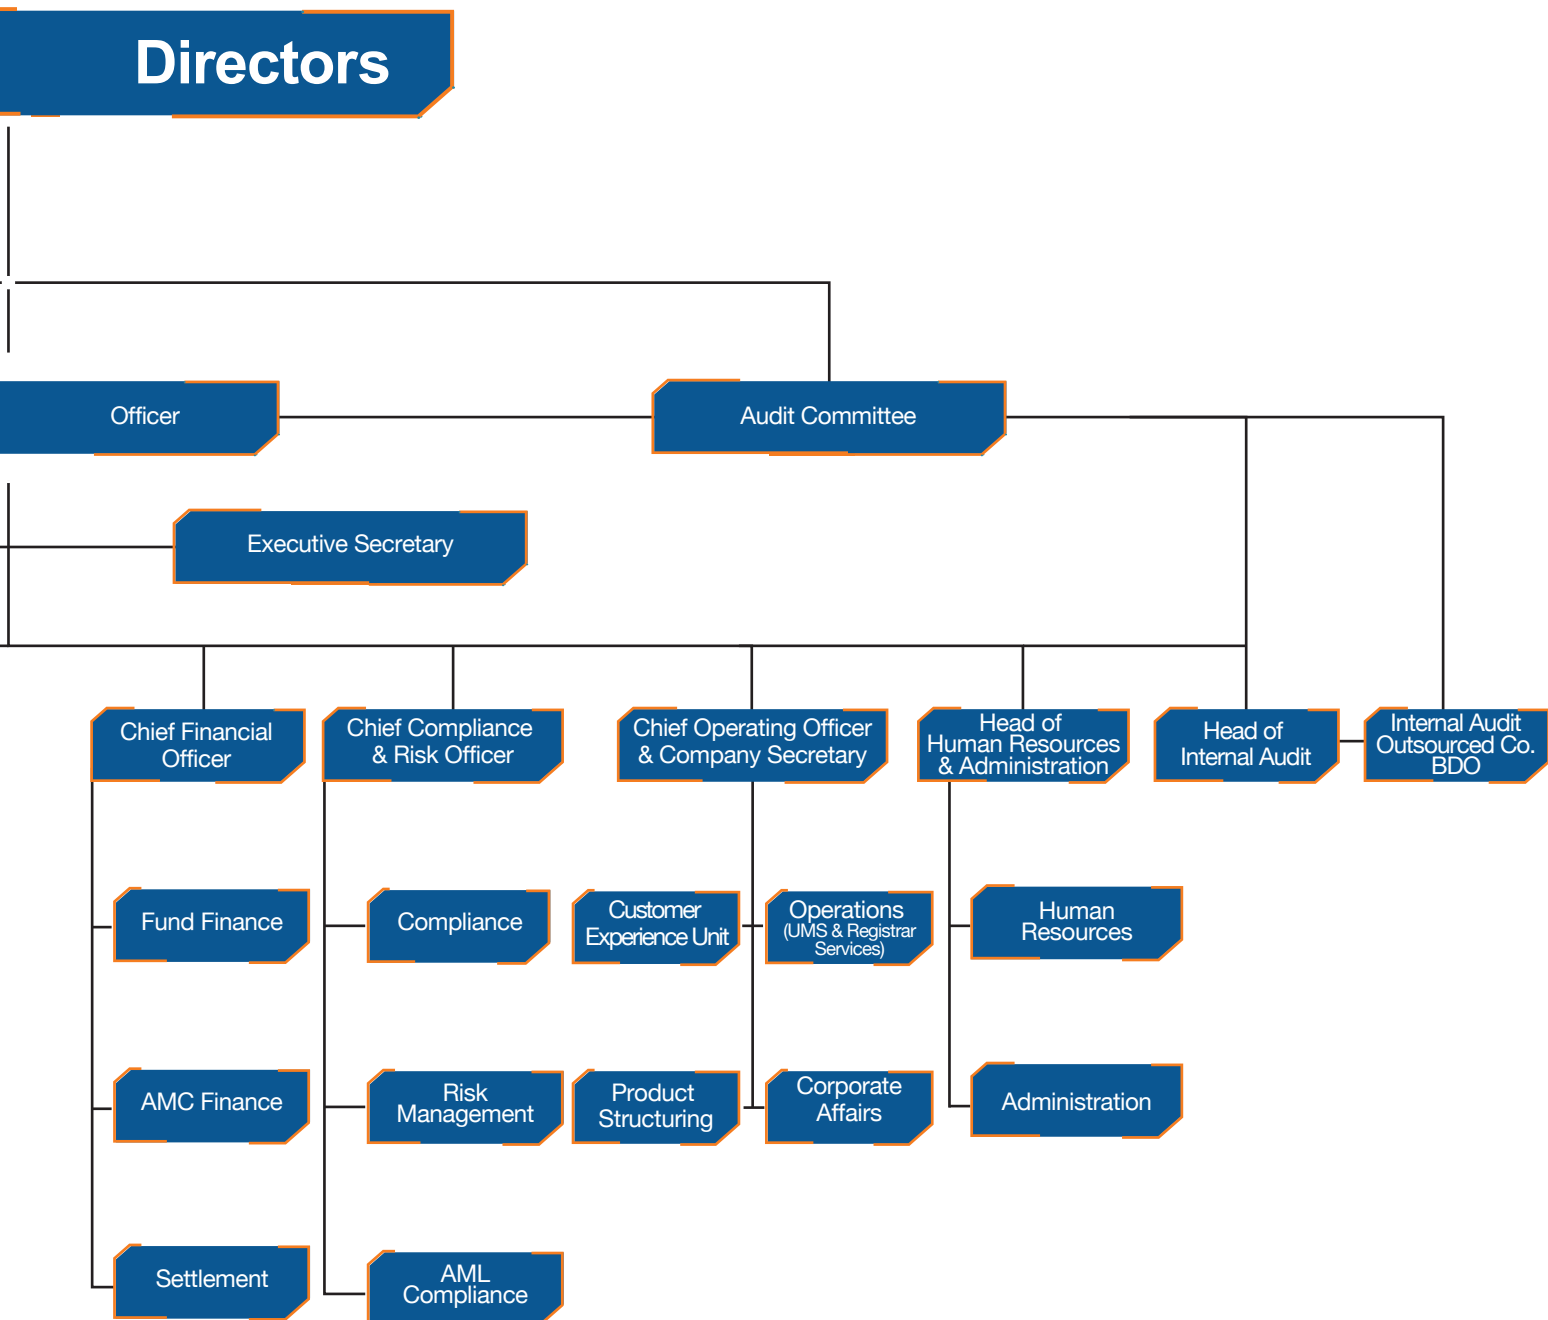 Directors
Officer
Audit Committee
Executive Secretary
Chief Financial
Officer
Chief Compliance
& Risk Officer
Chief Operating Officer
& Company Secretary
Head of
Human Resources
& Administration
Head of
Internal Audit
Internal Audit
Outsourced Co.
BDO
Fund Finance
Compliance
Customer
Experience Unit
Operations
(UMS & Registrar
Services)
Human
Resources
AMC Finance
Risk
Management
Product
Structuring
Corporate
Affairs
Administration
Settlement
AML
Compliance